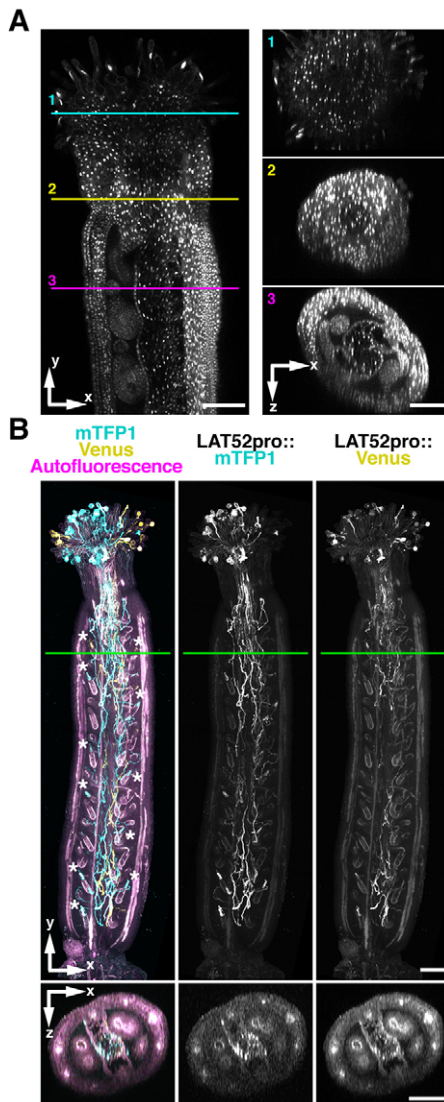 A
1
2
3
y
x
1
2
3
x
z
B
mTFP1
Venus
Autofluorescence
LAT52pro::
mTFP1
LAT52pro::
Venus
*
*
*
*
*
*
*
*
*
y
x
x
z